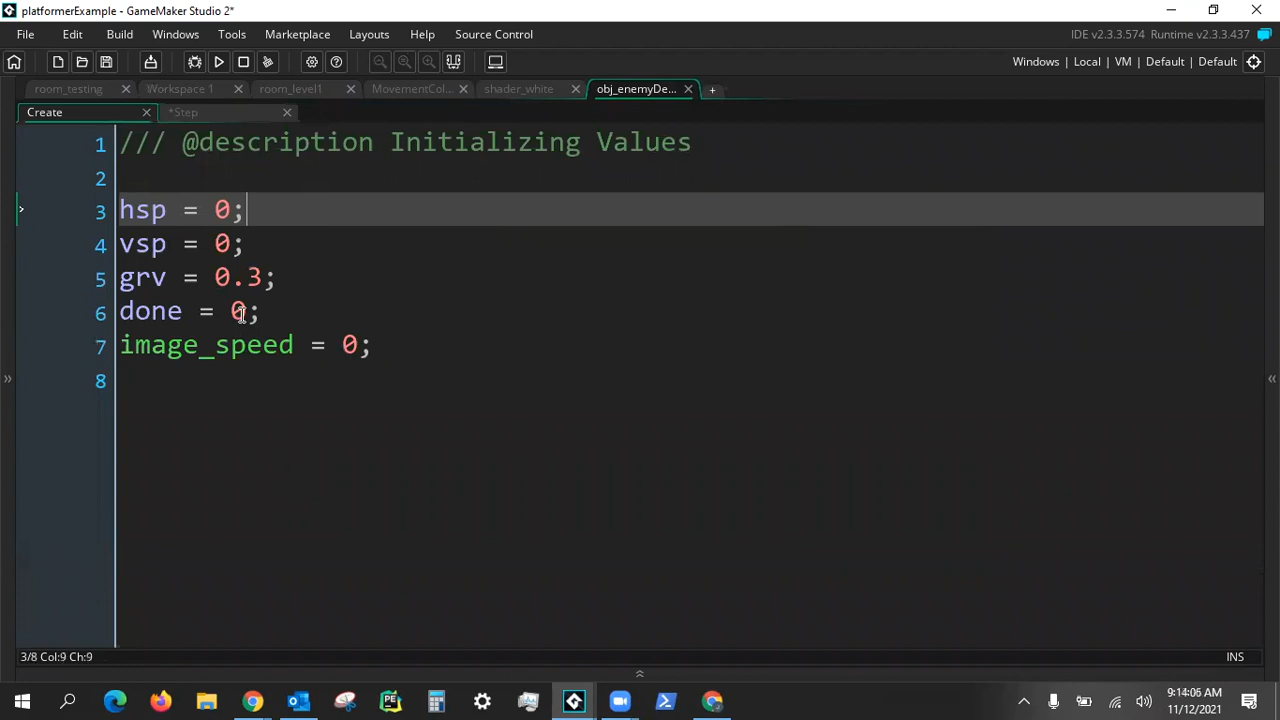 platformerExample - GameMaker Studio 2*
File Edit Build Windows Tools Marketplace Layouts Help Source Control IDE v2.3.3.574 Runtime v2.3.3.437
Windows | Local | VM | Default | Default
room_testing Workspace 1 room_level1 MovementCol... shader_white obj_enemyDe... +
Create *Step
1 /// @description Initializing Values
2
3 hsp = 0;
4 vsp = 0;
5 grv = 0.3;
6 done = 0;
7 image_speed = 0;
8
3/8 Col:9 Ch:9 INS
9:14:06 AM
11/12/2021